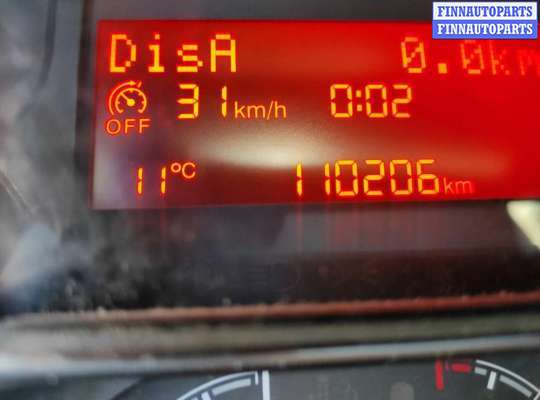 FINNAUTOPARTS
FINNAUTOPARTS
DisA 0.0km
31km/h 0:02
OFF
11°C 110206km